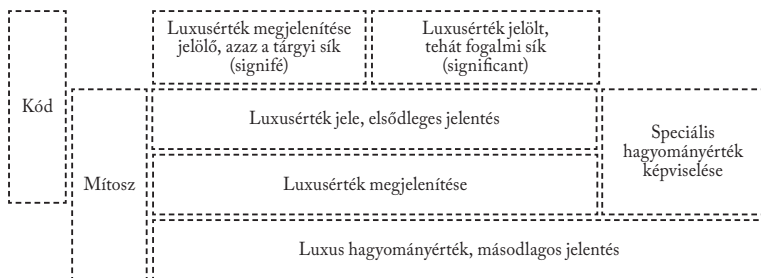 Luxusérték megjelenítése
jelölő, azaz a tárgyi sík
(signifé)
Luxusérték jelölt,
tehát fogalmi sík
(significant)
Kód
Luxusérték jele, elsődleges jelentés
Speciális
hagyományérték
képviselése
Mítosz
Luxusérték megjelenítése
Luxus hagyományérték, másodlagos jelentés